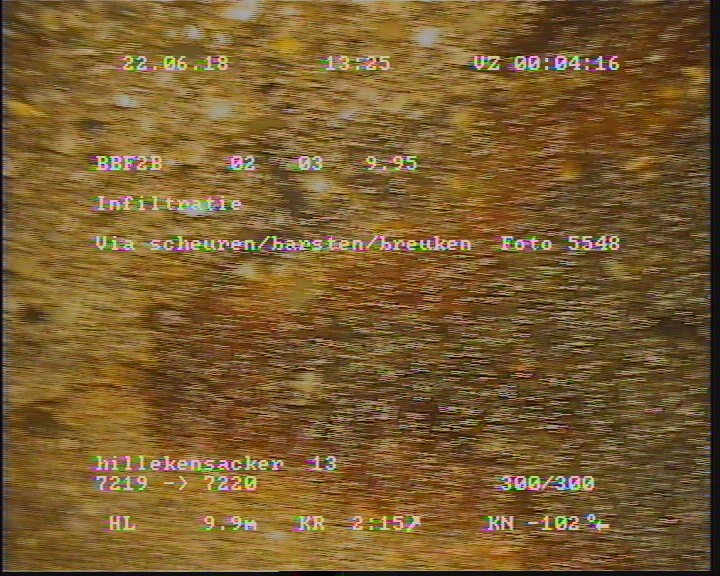 22.06.18 13:25 VZ 00:04:16
BBF2B 02 03 9.95
Infiltratie
Via scheuren/barsten/breuken Foto 5548
hillekensacker 13
7219 -> 7220 300/300
HL 9.9m KR 2:15↗ KN -102°←